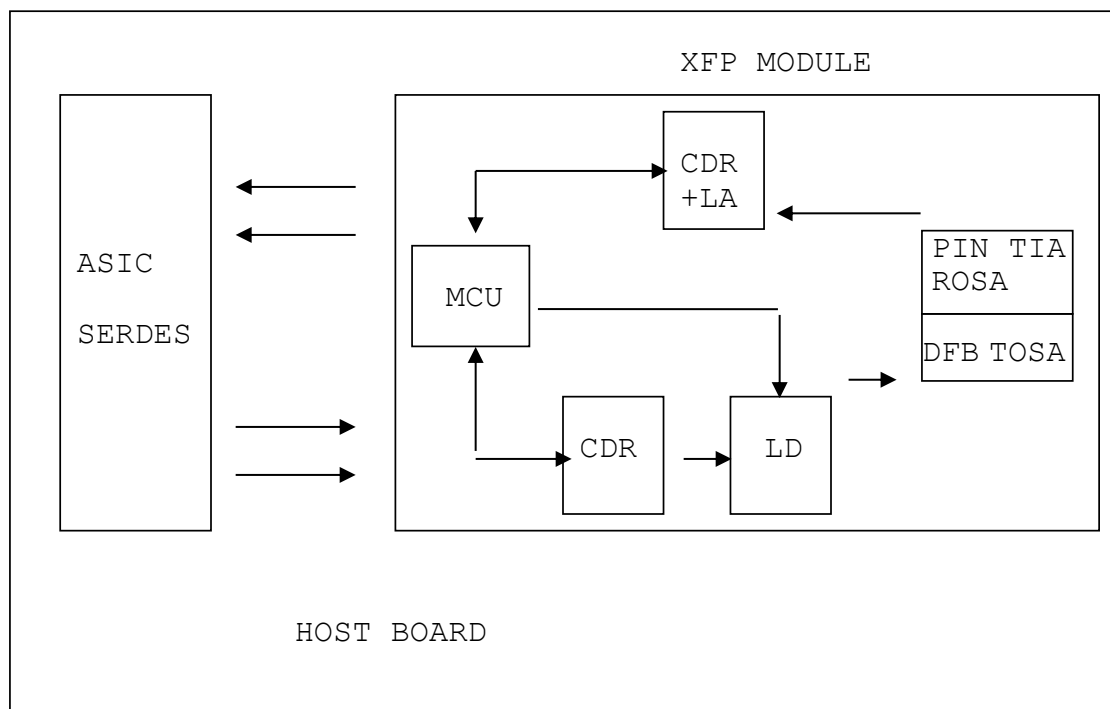 XFP MODULE
CDR
+LA
ASIC
SERDES
MCU
PIN TIA
ROSA
DFB TOSA
CDR
LD
HOST BOARD